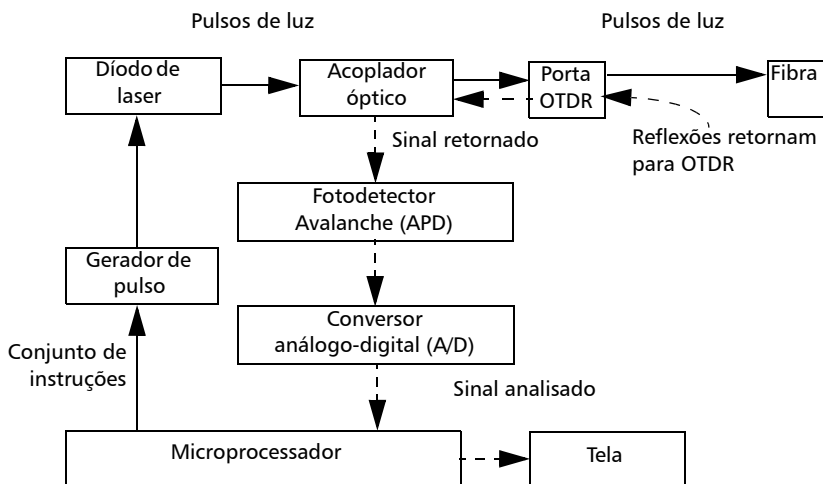 Pulsos de luz
Pulsos de luz
Díodo de
laser
Acoplador
óptico
Porta
OTDR
Fibra
Sinal retornado
Reflexões retornam
para OTDR
Fotodetector
Avalanche (APD)
Gerador de
pulso
Conversor
análogo-digital (A/D)
Conjunto de
instruções
Sinal analisado
Microprocessador
Tela